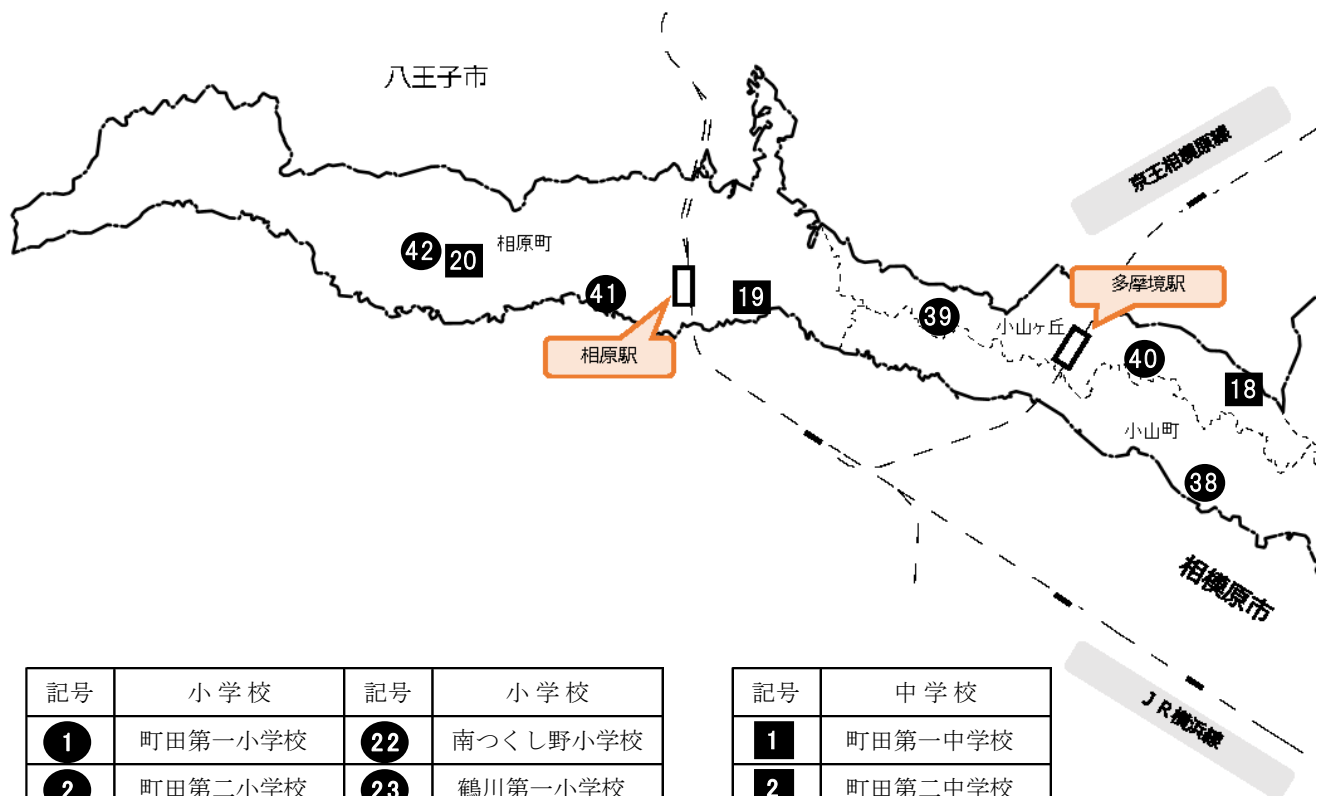 八王子市
京王相模原線
42
20
相原町
41
19
相原駅
39
小山ヶ丘
多摩境駅
40
18
小山町
38
相模原市
JR横浜線
記号 小学校 記号 小学校
1 町田第一小学校 22 南つくし野小学校
2 町田第二小学校 23 鶴川第一小学校
記号 中学校
1 町田第一中学校
2 町田第二中学校